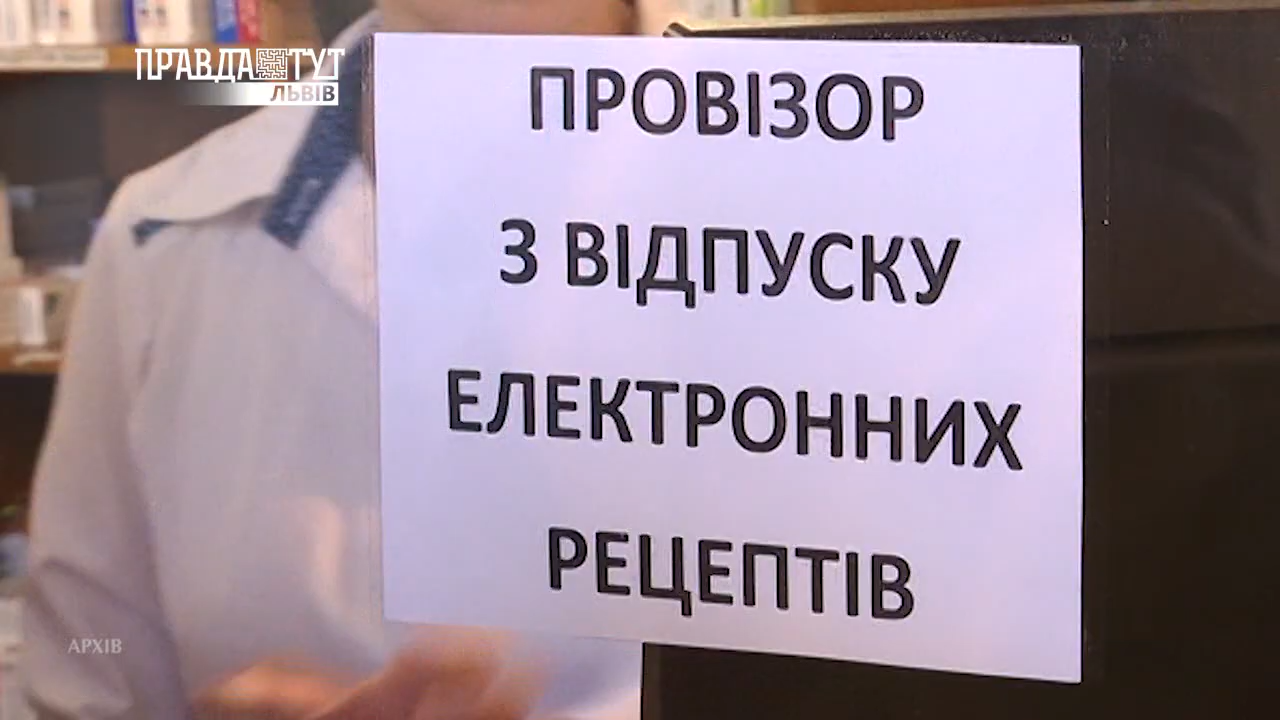 ПРАВДА ТУТ
ЛЬВІВ
ПРОВІЗОР
З ВІДПУСКУ
ЕЛЕКТРОННИХ
РЕЦЕПТІВ
АРХІВ